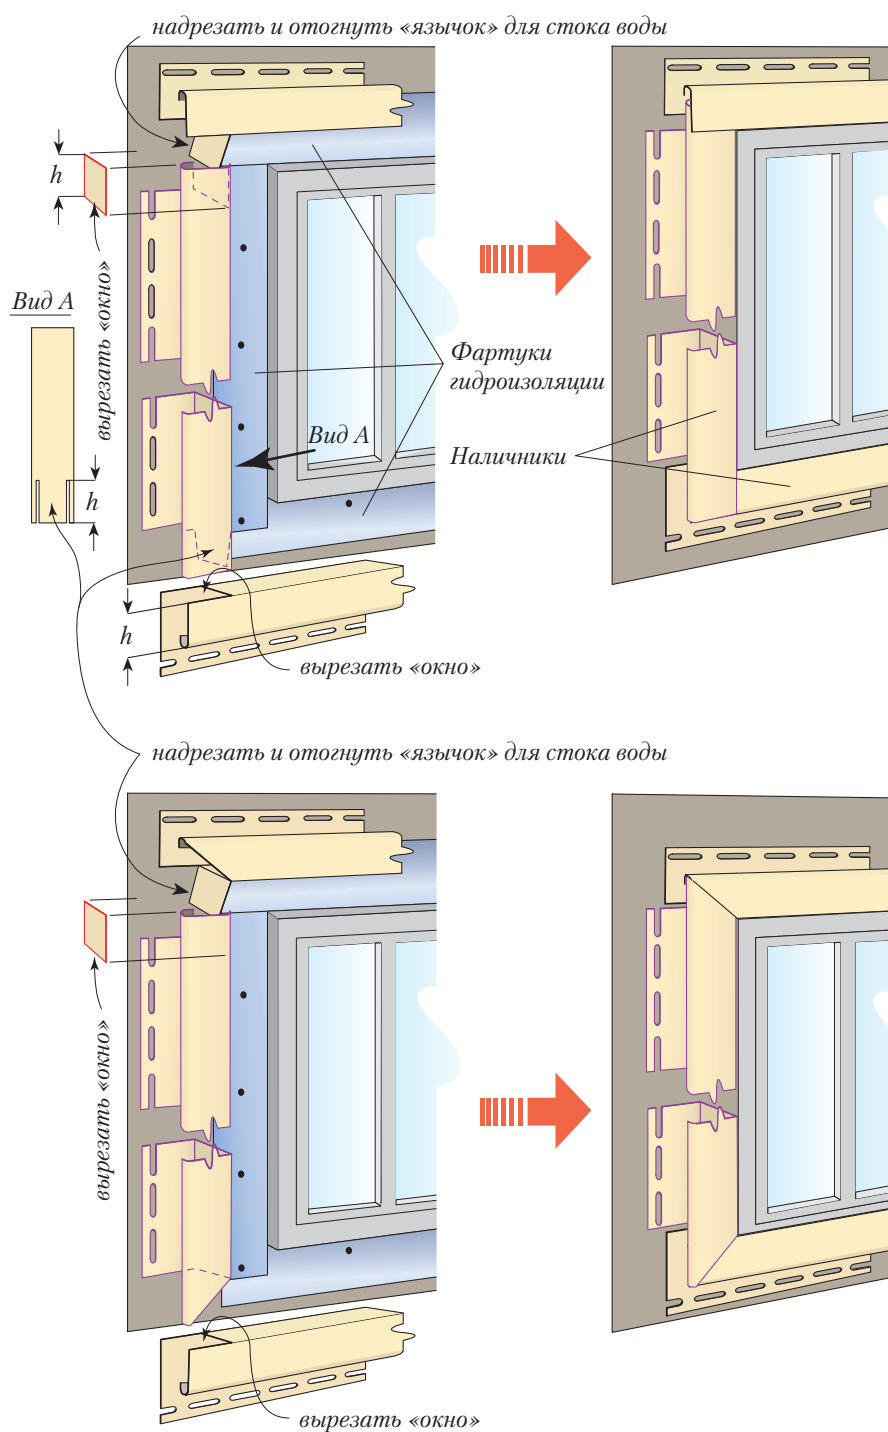 надрезать и отогнуть «язычок» для стока воды
h
вырезать «окно»
Вид А
h
Фартуки
гидроизоляции
Вид А
Наличники
h
вырезать «окно»
надрезать и отогнуть «язычок» для стока воды
вырезать «окно»
вырезать «окно»